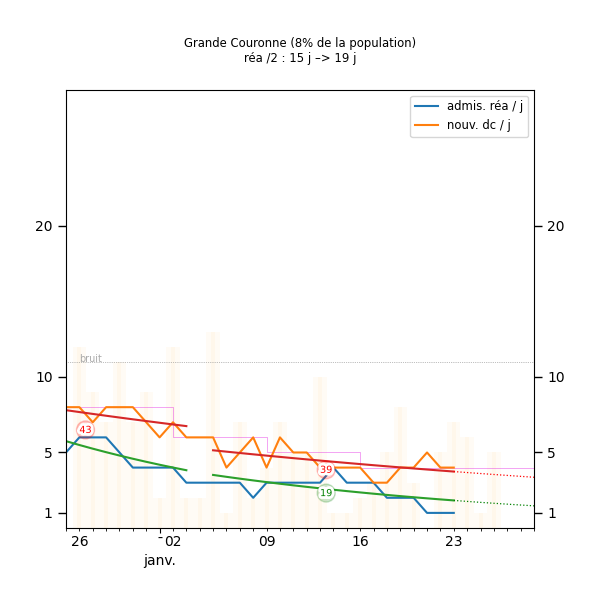 Grande Couronne (8% de la population)
réa /2 : 15 j –> 19 j
admis. réa / j
nouv. dc / j
20 20
bruit
10 10
43
5 5
39
19
1 1
26 02 09 16 23
janv.